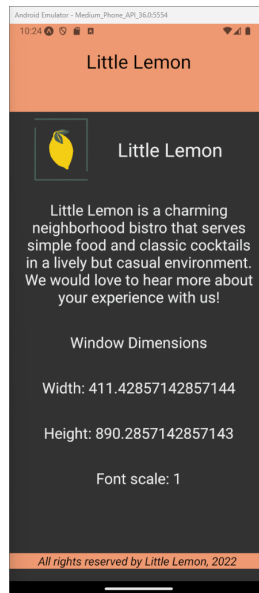 Android Emulator - Medium_Phone_API_36.0:5554
10:24
Little Lemon
Little Lemon
Little Lemon is a charming
neighborhood bistro that serves
simple food and classic cocktails
in a lively but casual environment.
We would love to hear more about
your experience with us!
Window Dimensions
Width: 411.42857142857144
Height: 890.2857142857143
Font scale: 1
All rights reserved by Little Lemon, 2022